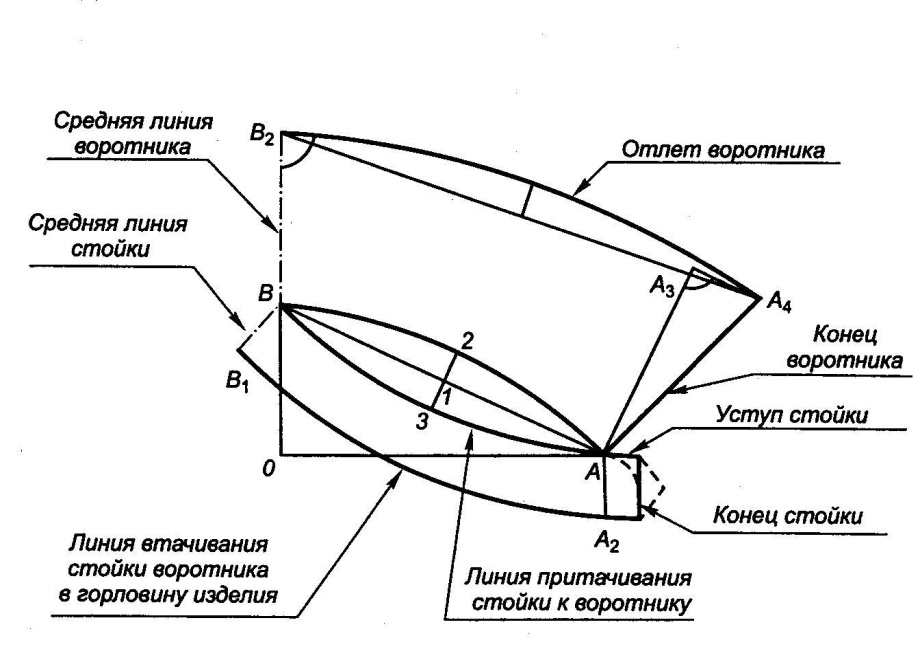 Средняя линия
воротника
B₂
Отлет воротника
Средняя линия
стойки
A₃
A₄
B
2
Конец
воротника
B₁
1
3
Уступ стойки
0
A
Конец стойки
A₂
Линия втачивания
стойки воротника
в горловину изделия
Линия притачивания
стойки к воротнику